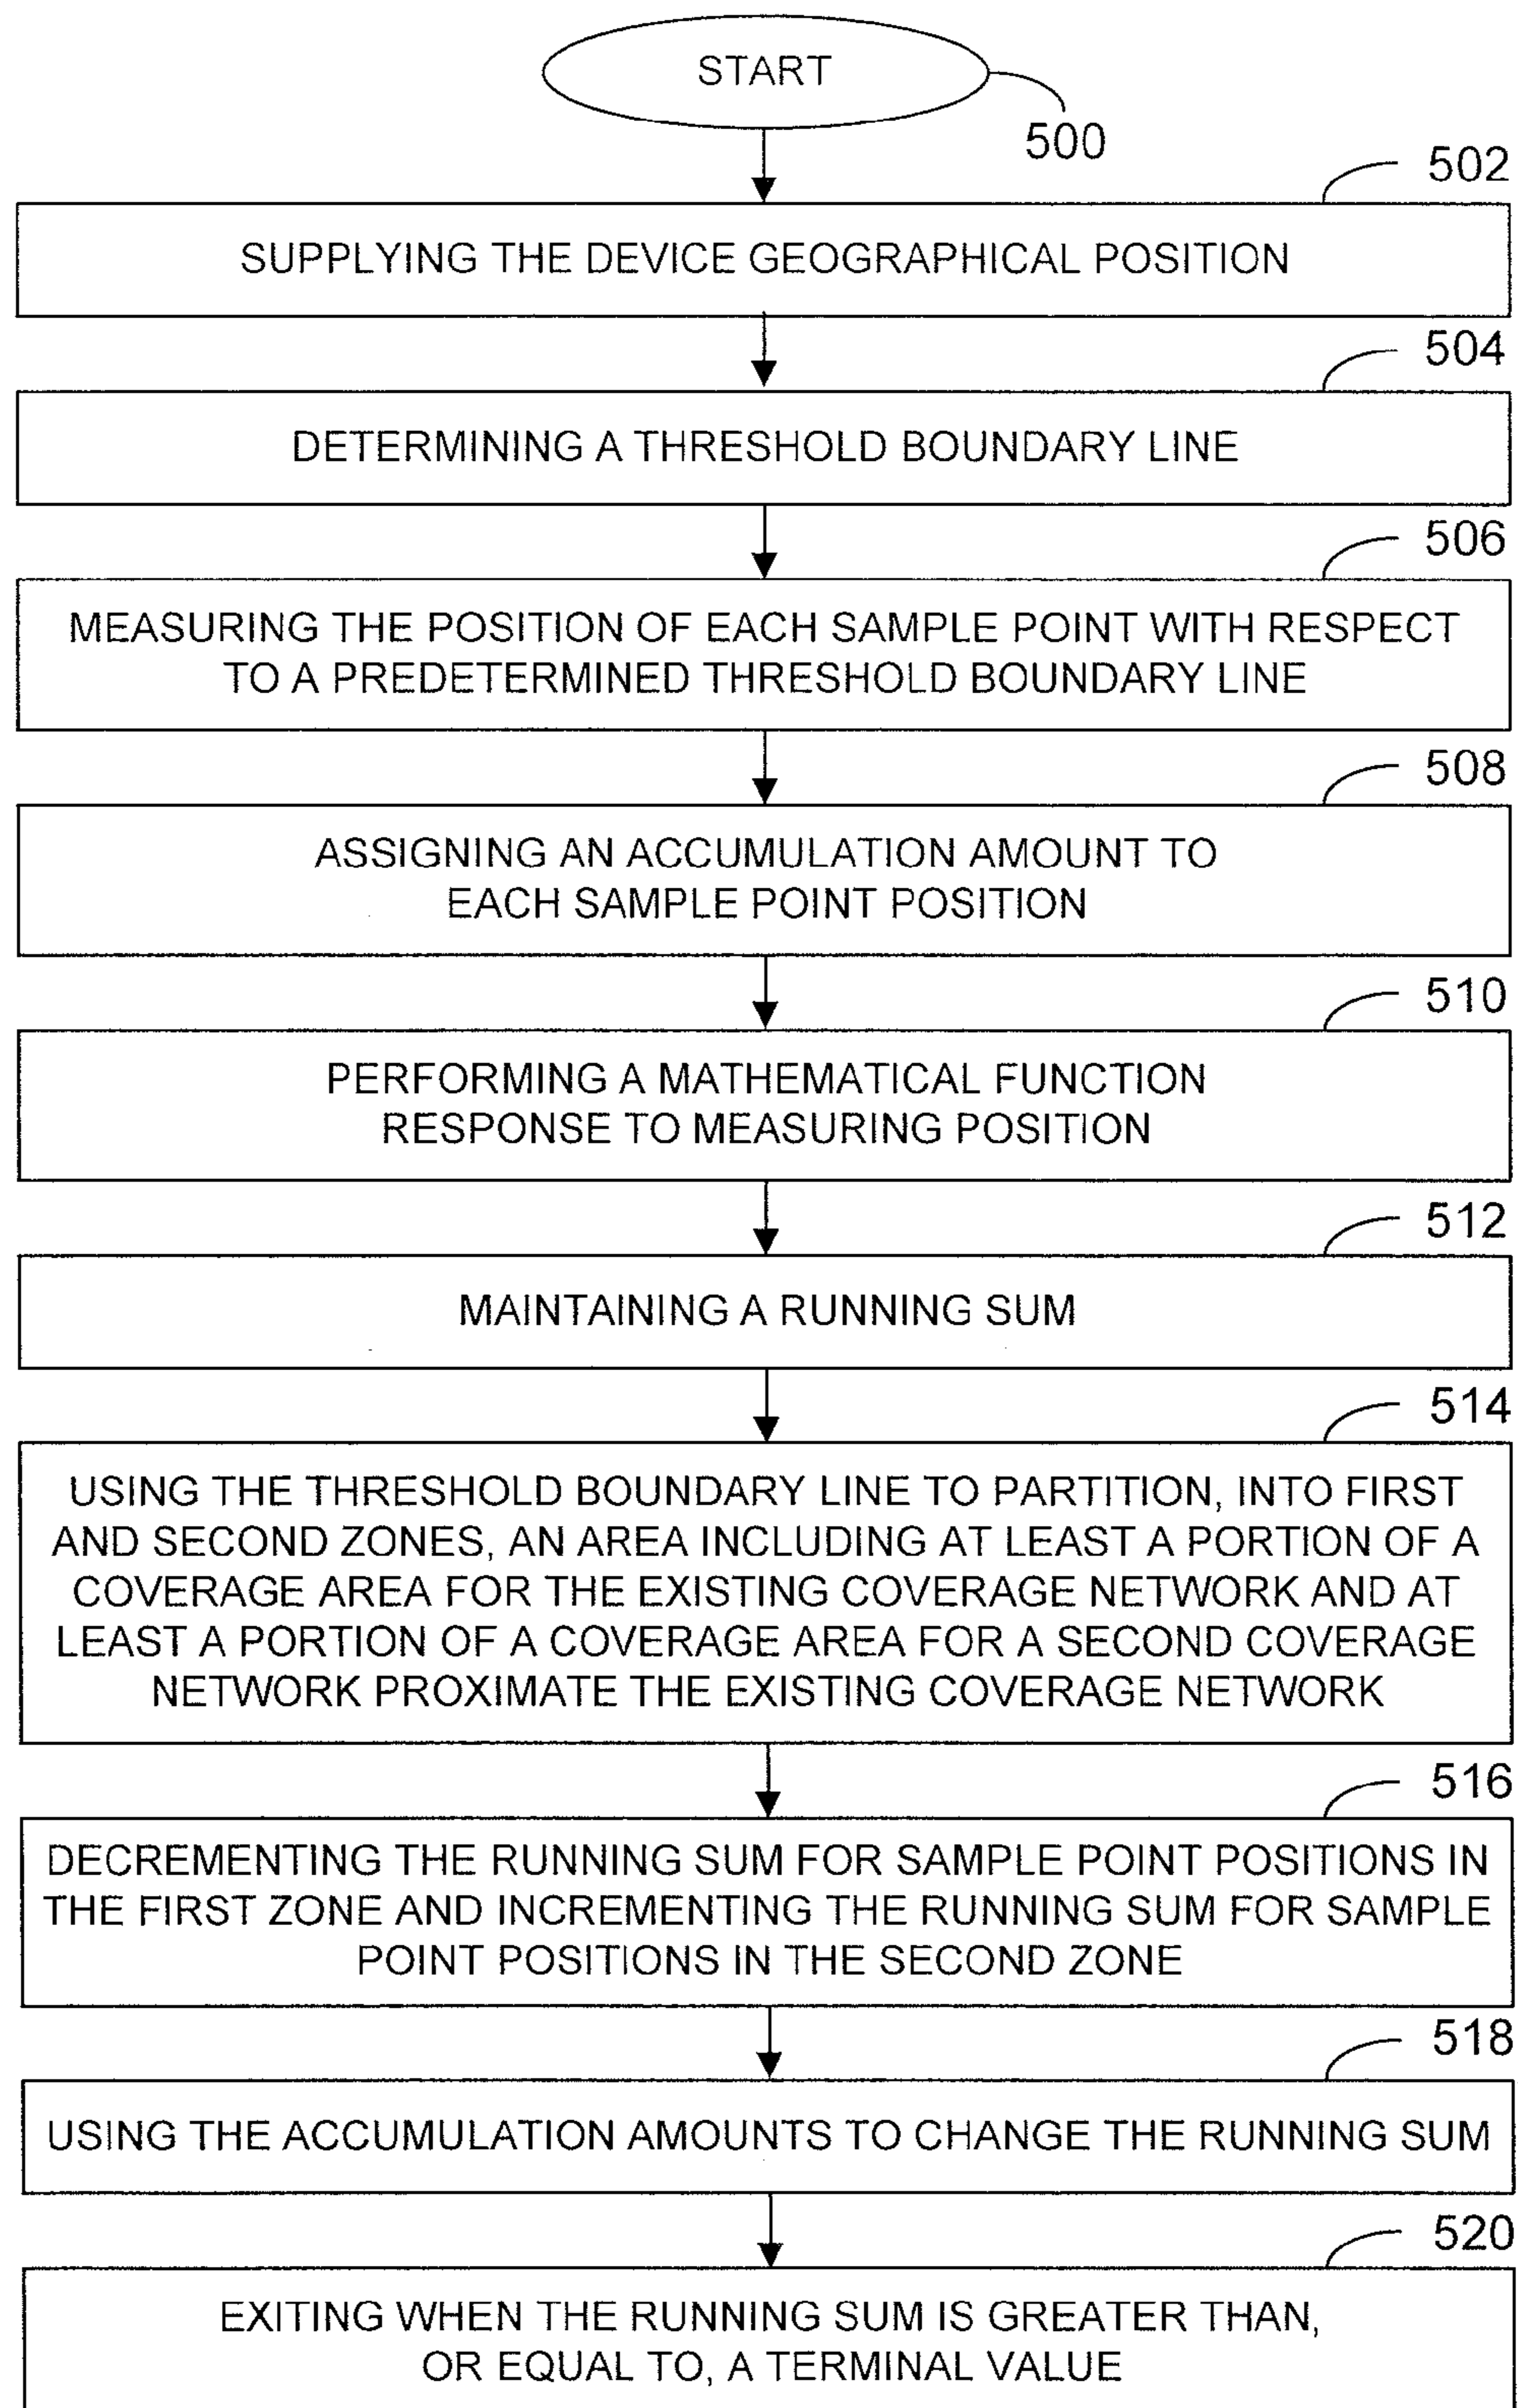 START
500
502
SUPPLYING THE DEVICE GEOGRAPHICAL POSITION
504
DETERMINING A THRESHOLD BOUNDARY LINE
506
MEASURING THE POSITION OF EACH SAMPLE POINT WITH RESPECT
TO A PREDETERMINED THRESHOLD BOUNDARY LINE
508
ASSIGNING AN ACCUMULATION AMOUNT TO
EACH SAMPLE POINT POSITION
510
PERFORMING A MATHEMATICAL FUNCTION
RESPONSE TO MEASURING POSITION
512
MAINTAINING A RUNNING SUM
514
USING THE THRESHOLD BOUNDARY LINE TO PARTITION, INTO FIRST
AND SECOND ZONES, AN AREA INCLUDING AT LEAST A PORTION OF A
COVERAGE AREA FOR THE EXISTING COVERAGE NETWORK AND AT
LEAST A PORTION OF A COVERAGE AREA FOR A SECOND COVERAGE
NETWORK PROXIMATE THE EXISTING COVERAGE NETWORK
516
DECREMENTING THE RUNNING SUM FOR SAMPLE POINT POSITIONS IN
THE FIRST ZONE AND INCREMENTING THE RUNNING SUM FOR SAMPLE
POINT POSITIONS IN THE SECOND ZONE
518
USING THE ACCUMULATION AMOUNTS TO CHANGE THE RUNNING SUM
520
EXITING WHEN THE RUNNING SUM IS GREATER THAN,
OR EQUAL TO, A TERMINAL VALUE